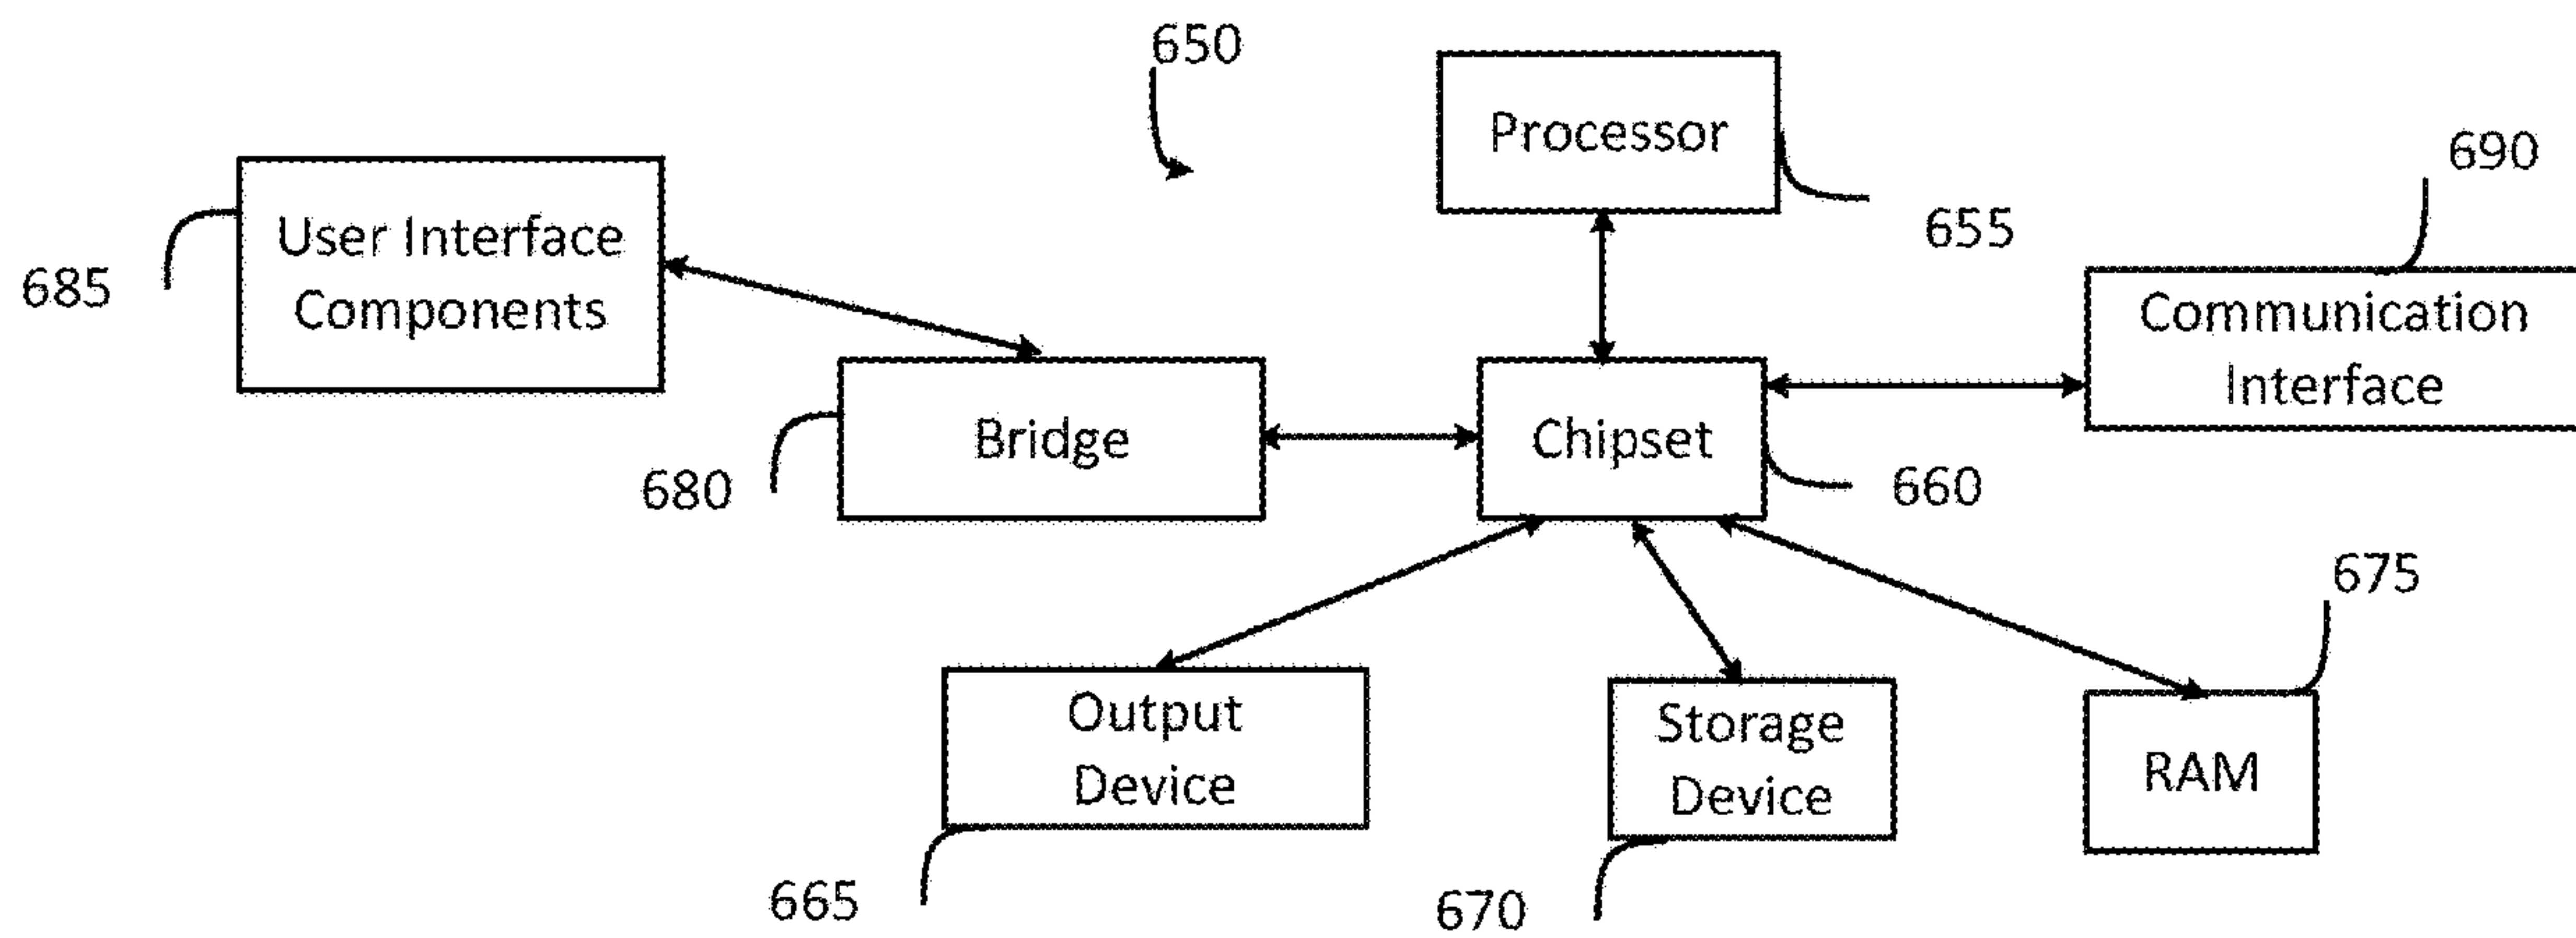 650
Processor
690
User Interface
Components
655
685
Communication
Interface
Bridge
Chipset
680
660
675
Output
Device
Storage
Device
RAM
665
670